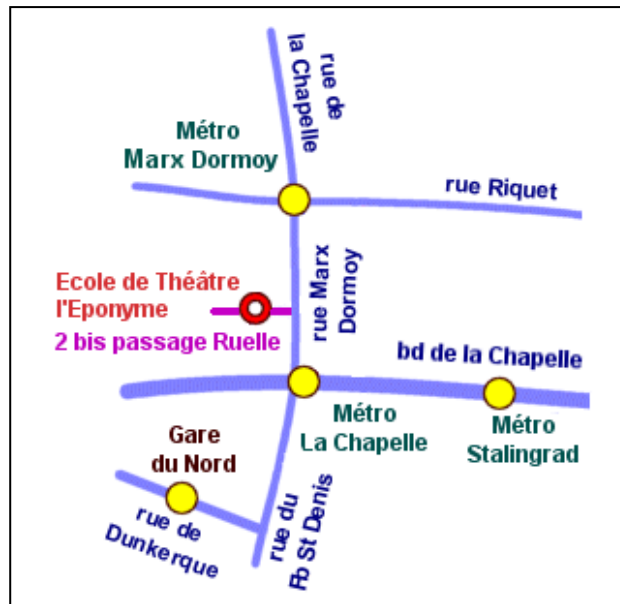 rue de
la Chapelle
Métro
Marx Dormoy
rue Riquet
Ecole de Théâtre
l'Eponyme
2 bis passage Ruelle
rue Marx
Dormoy
bd de la Chapelle
Métro
La Chapelle
Métro
Stalingrad
Gare
du Nord
rue de
Dunkerque
rue du
Fb St Denis